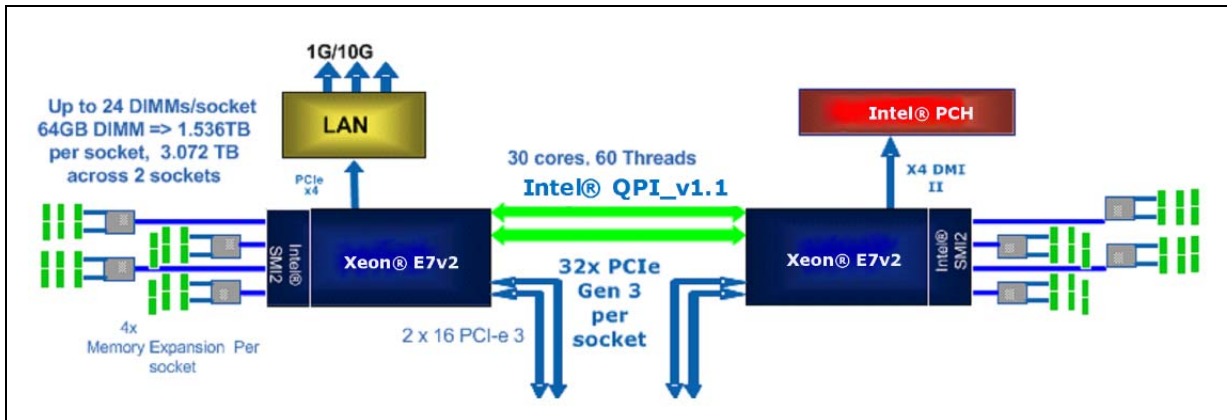 1G/10G
Up to 24 DIMMs/socket
64GB DIMM => 1.536TB
per socket, 3.072 TB
across 2 sockets
LAN
Intel® PCH
PCIe
x4
30 cores, 60 Threads
Intel® QPI_v1.1
X4 DMI
II
Intel®
SMI2
Xeon® E7v2
Xeon® E7v2
Intel®
SMI2
32x PCIe
Gen 3
per
socket
2 x 16 PCI-e 3
4x
Memory Expansion Per
socket